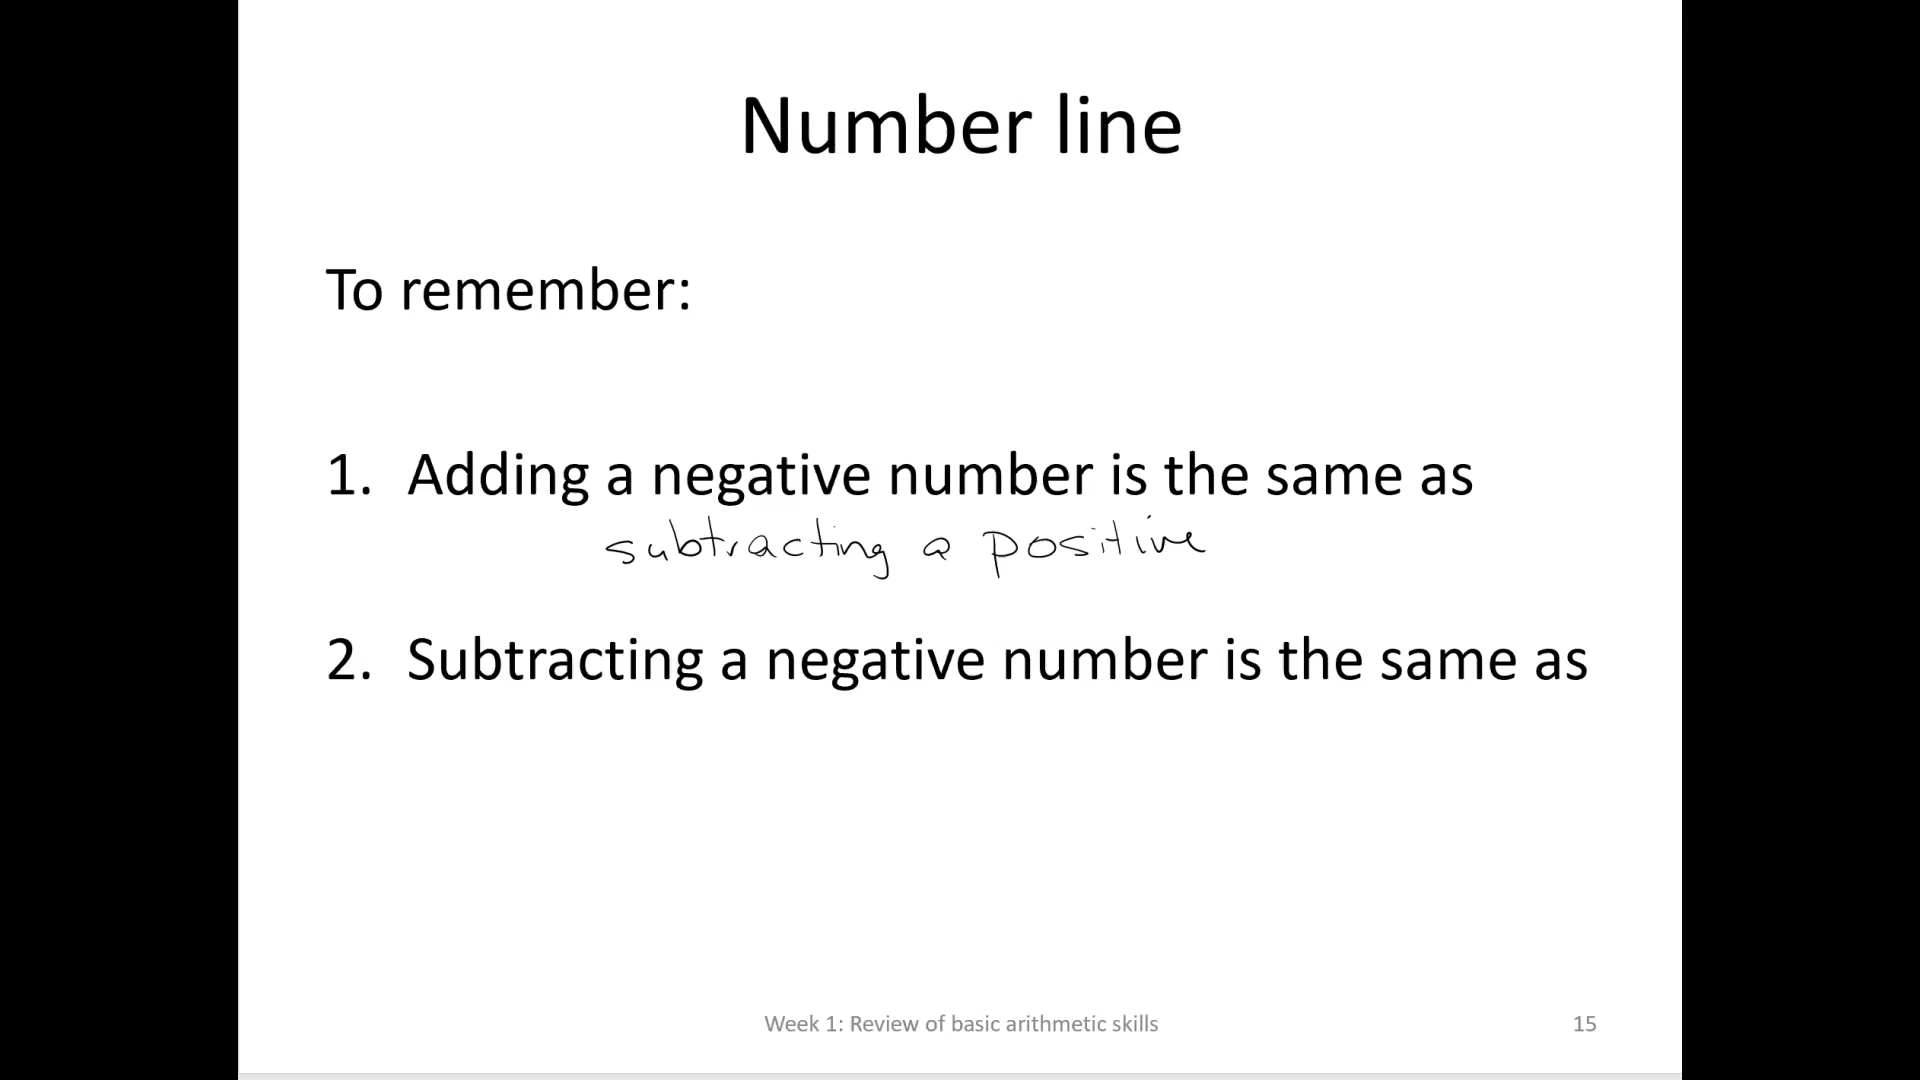 Number line
To remember:
1. Adding a negative number is the same as
subtracting a positive
2. Subtracting a negative number is the same as
Week 1: Review of basic arithmetic skills
15